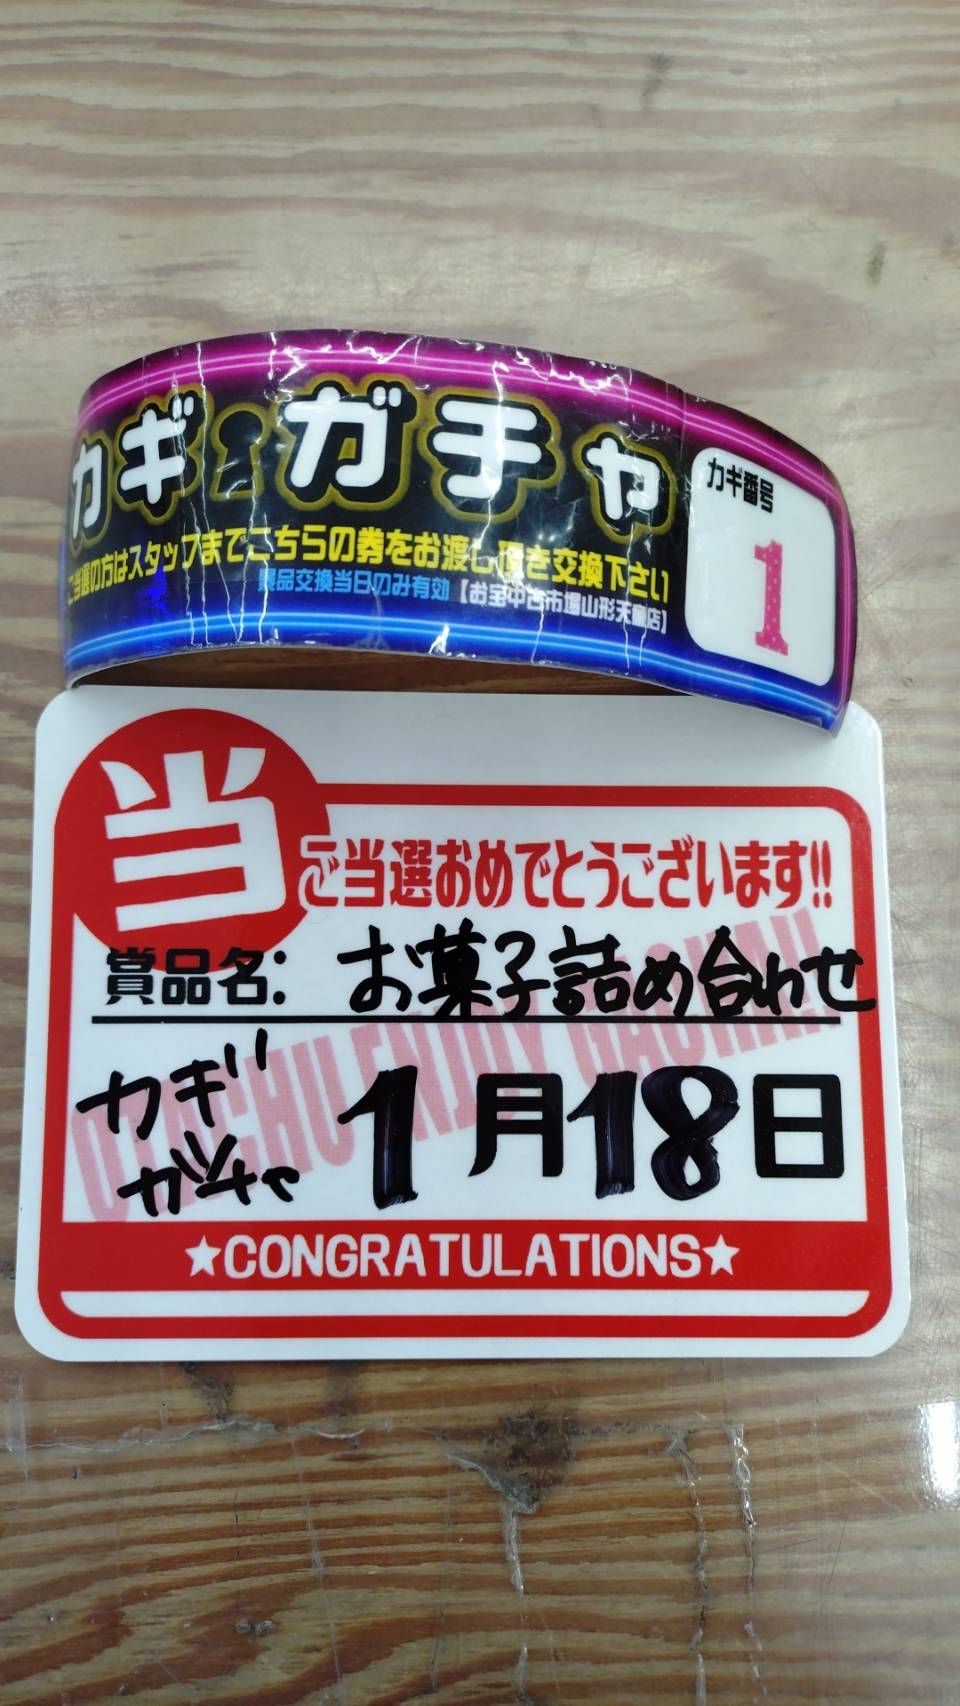 カギガチャ
カギ番号
1
ご当選の方はスタッフまでこちらの券をお渡し頂き交換下さい
景品交換当日のみ有効【お宝中古市場山形天童店】
当
ご当選おめでとうございます!!
賞品名: お菓子詰め合わせ
カギガチャ
1月18日
OTACHU ENJOY GACHA!!
★CONGRATULATIONS★